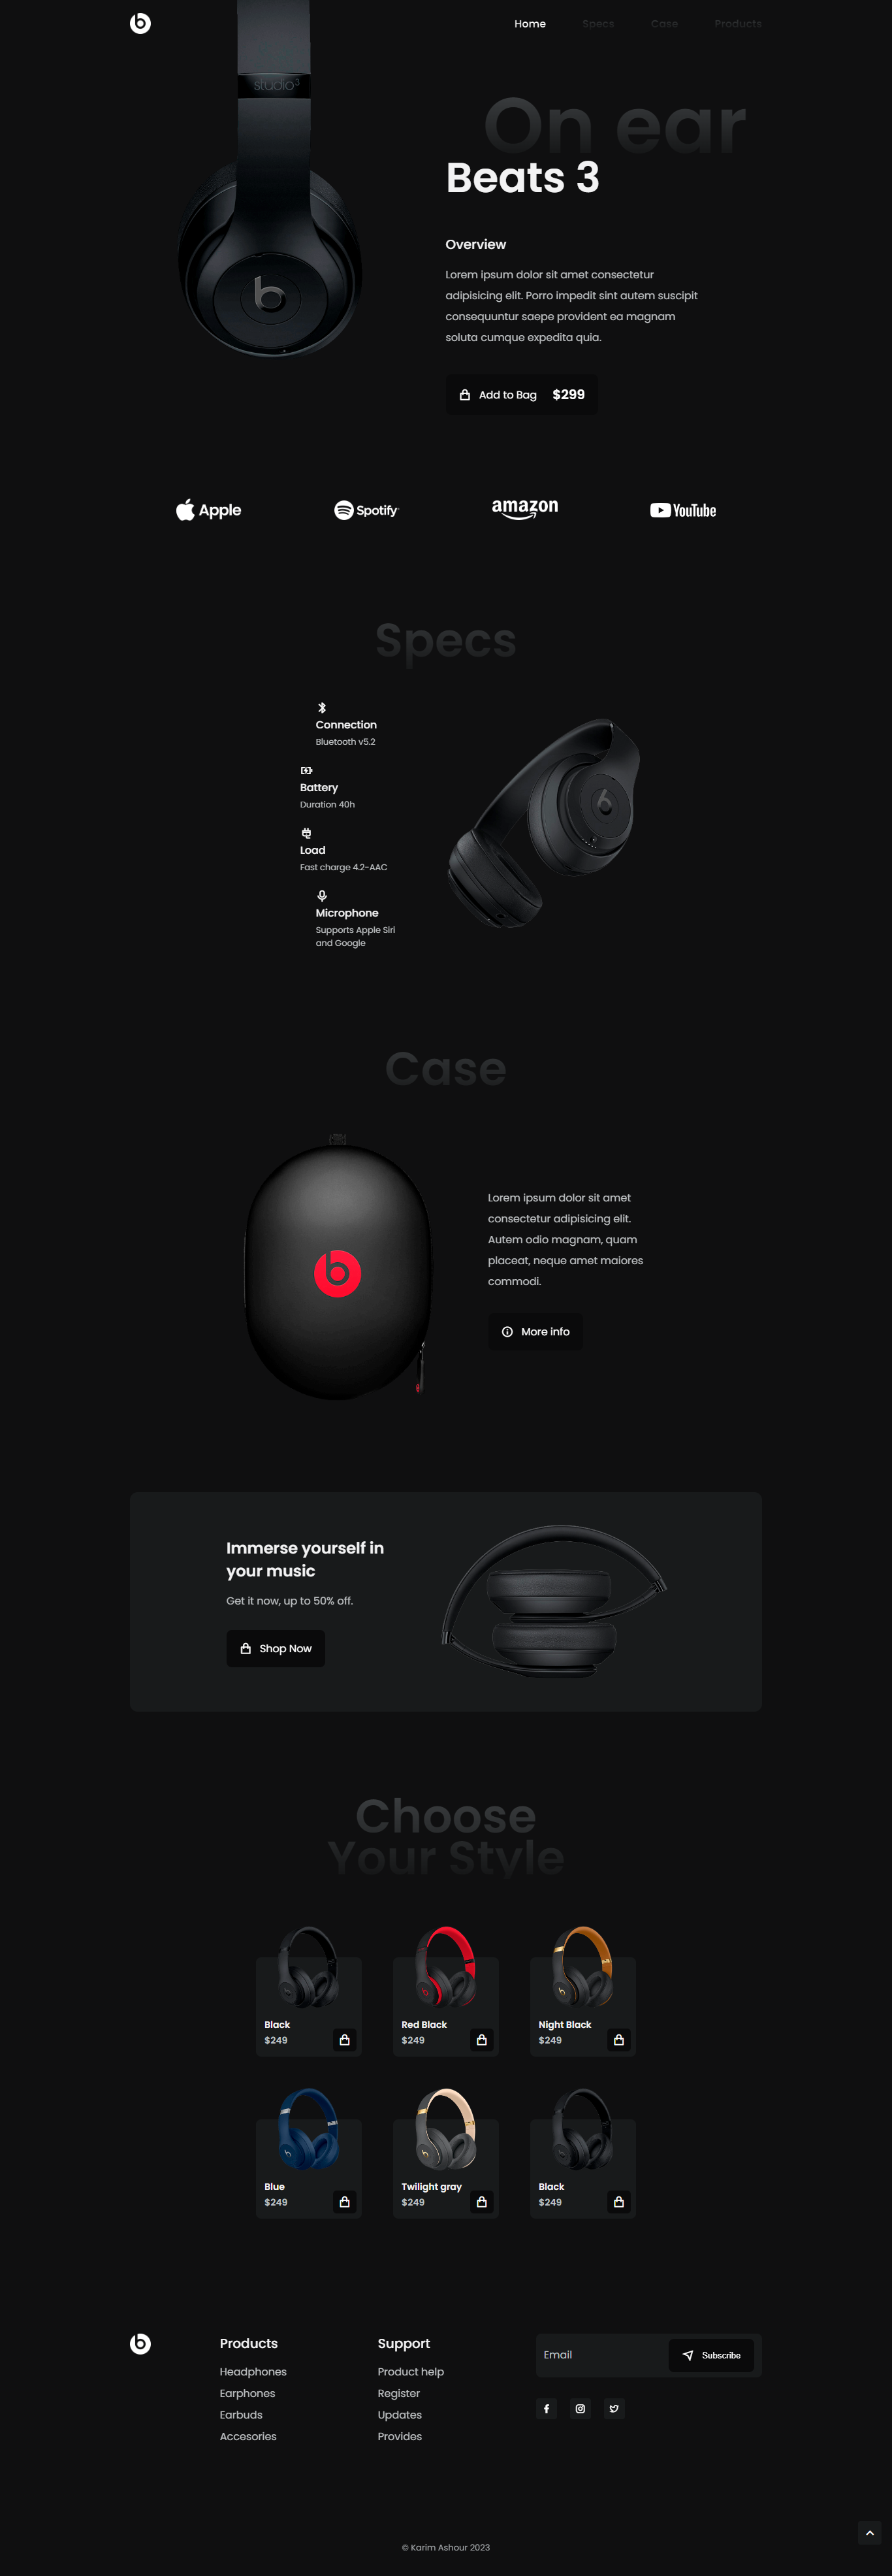 Home Specs Case Products
studio3
On ear
Beats 3
Overview
Lorem ipsum dolor sit amet consectetur
adipisicing elit. Porro impedit sint autem suscipit
consequuntur saepe provident ea magnam
soluta cumque expedita quia.
Add to Bag $299
Apple
Spotify
amazon
YouTube
Specs
Connection
Bluetooth v5.2
Battery
Duration 40h
Load
Fast charge 4.2-AAC
Microphone
Supports Apple Siri
and Google
Case
Lorem ipsum dolor sit amet
consectetur adipisicing elit.
Autem odio magnam, quam
placeat, neque amet maiores
commodi.
More info
Immerse yourself in
your music
Get it now, up to 50% off.
Shop Now
Choose
Your Style
Black
$249
Red Black
$249
Night Black
$249
Blue
$249
Twilight gray
$249
Black
$249
Products
Headphones
Earphones
Earbuds
Accesories
Support
Product help
Register
Updates
Provides
Email
Subscribe
© Karim Ashour 2023